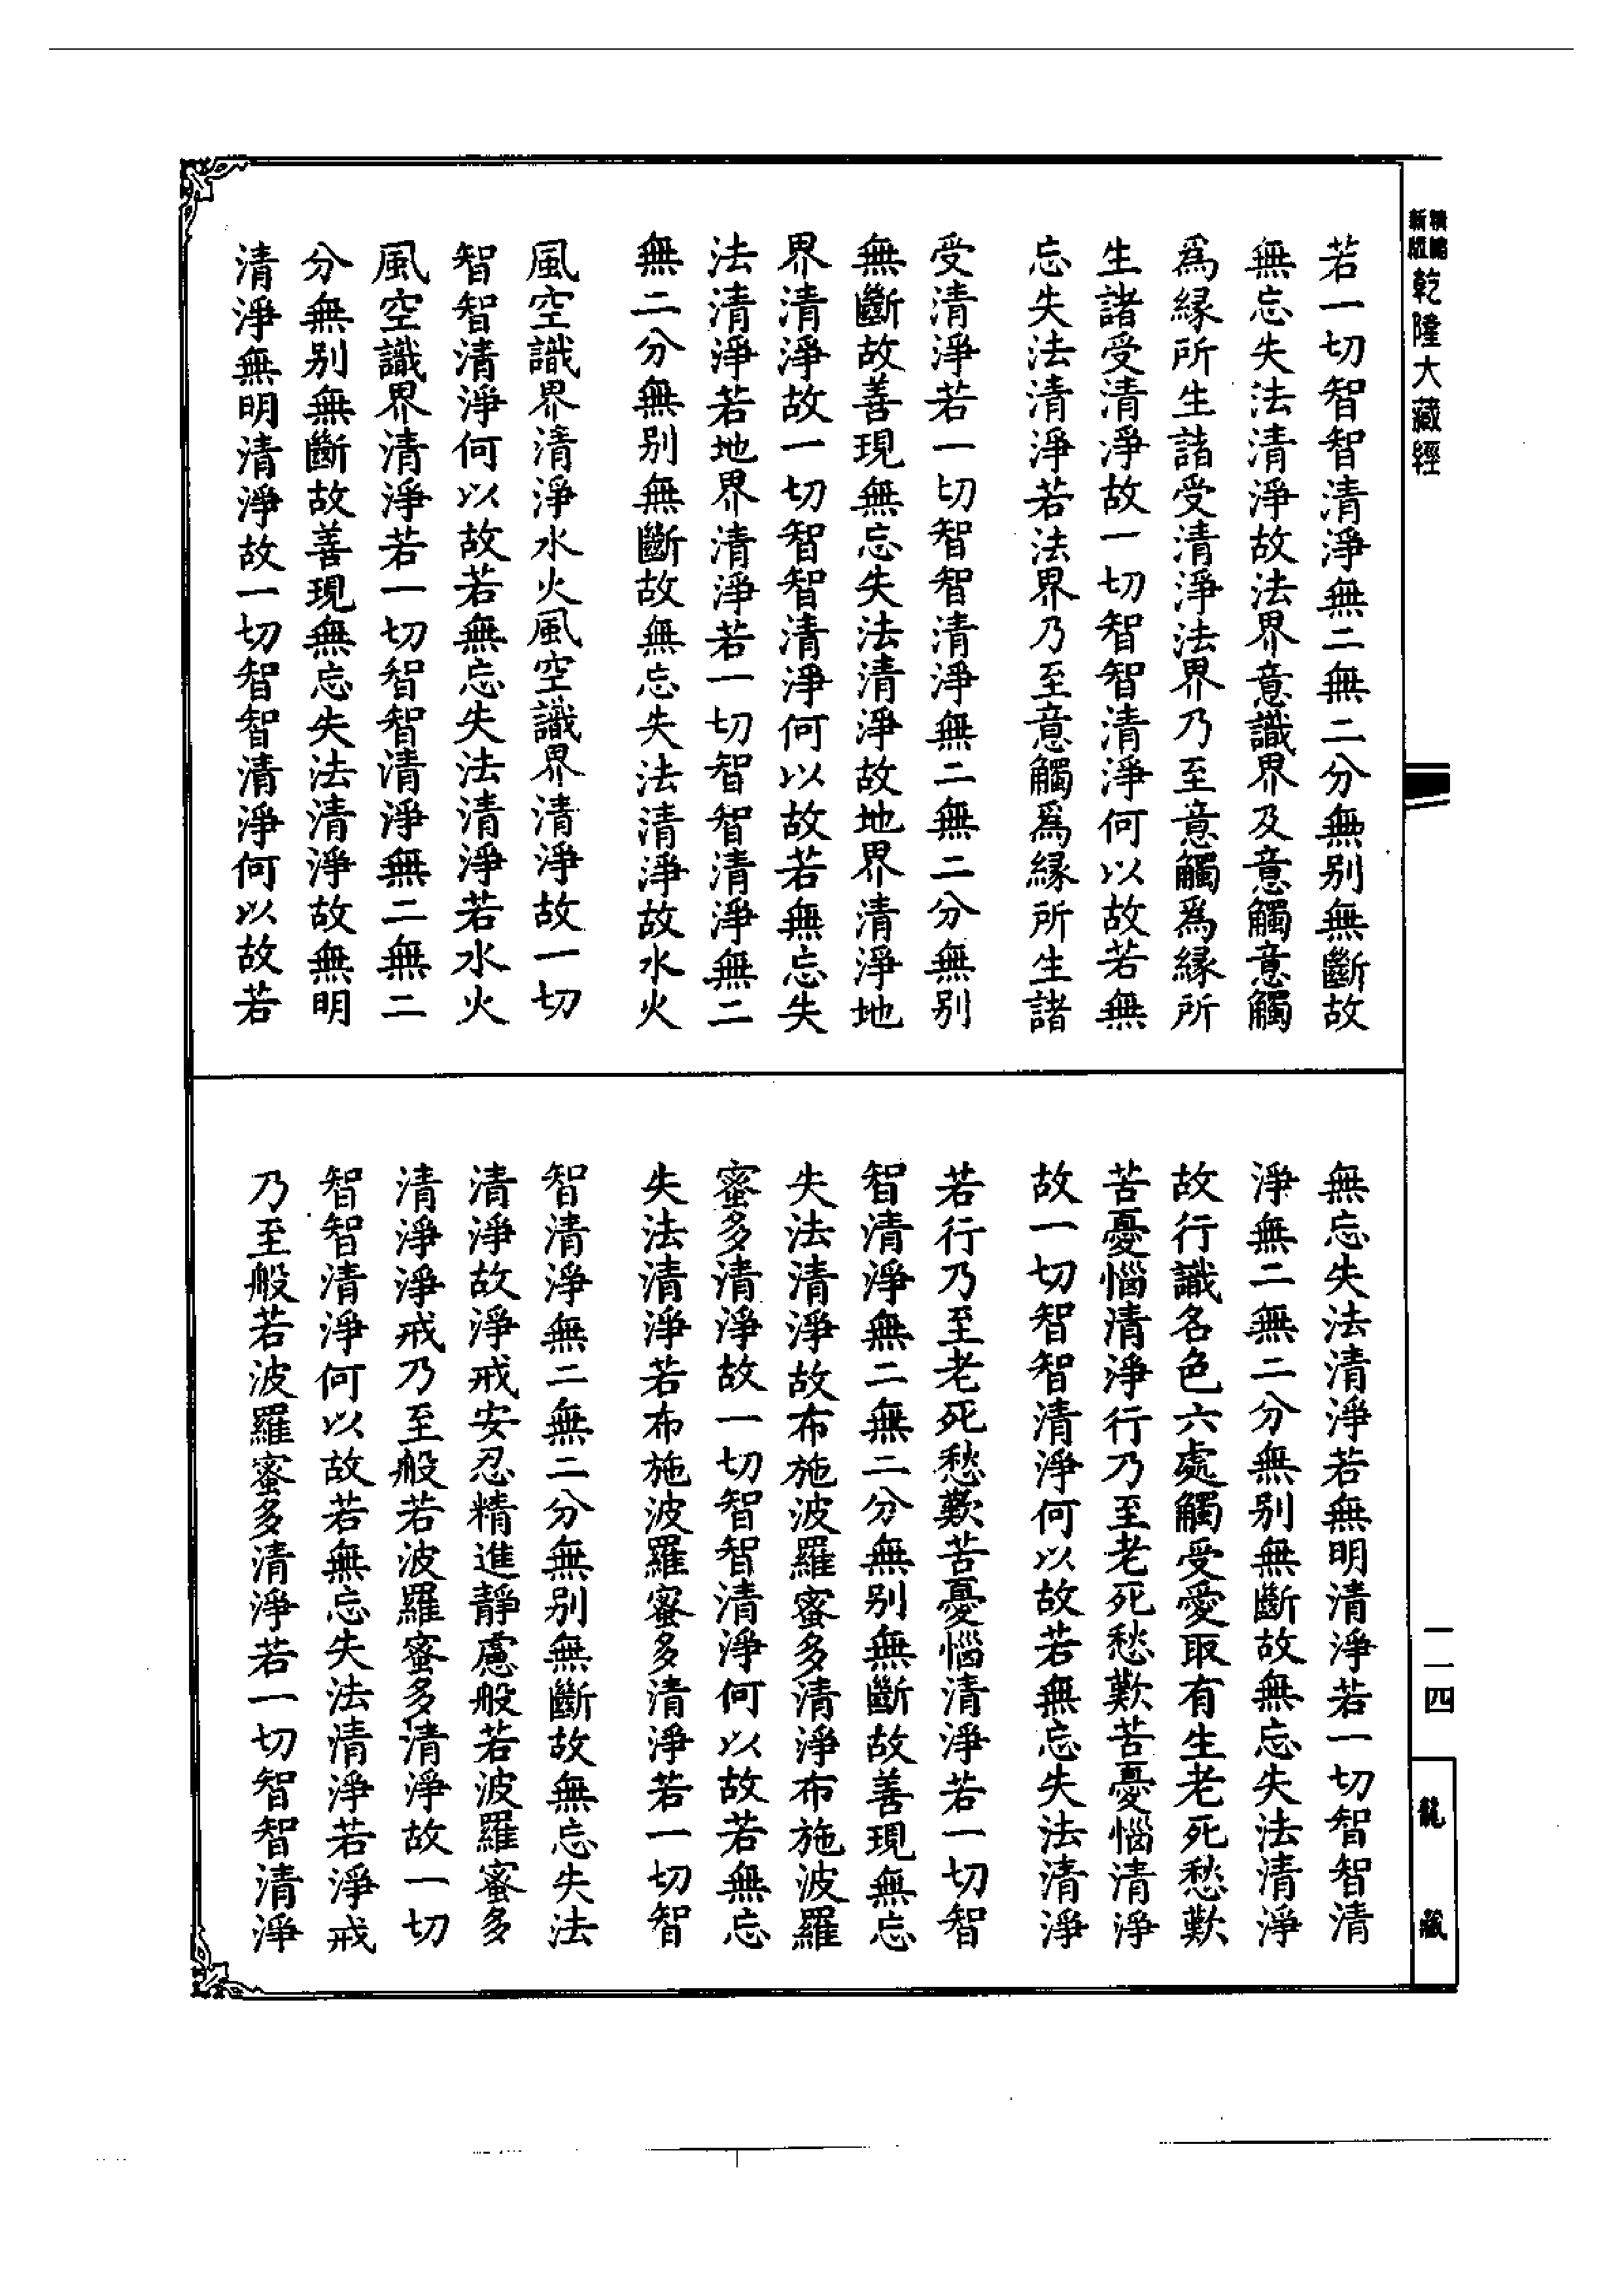 新版精編乾隆大藏經
若一切智智清淨無二無二分無别無斷故
無忘失法清淨故法界意識界及意觸意觸
爲縁所生諸受清淨法界乃至意觸爲縁所
生諸受清淨故一切智智清淨何以故若無
忘失法清淨若法界乃至意觸爲縁所生諸
受清淨若一切智智清淨無二無二分無别
無斷故善現無忘失法清淨故地界清淨地
界清淨故一切智智清淨何以故若無忘失
法清淨若地界清淨若一切智智清淨無二
無二分無别無斷故無忘失法清淨故水火
風空識界清淨水火風空識界清淨故一切
智智清淨何以故若無忘失法清淨若水火
風空識界清淨若一切智智清淨無二無二
分無别無斷故善現無忘失法清淨故無明
清淨無明清淨故一切智智清淨何以故若
無忘失法清淨若無明清淨若一切智智清
淨無二無二分無别無斷故無忘失法清淨
故行識名色六處觸受愛取有生老死愁歎
苦憂惱清淨行乃至老死愁歎苦憂惱清淨
故一切智智清淨何以故若無忘失法清淨
若行乃至老死愁歎苦憂惱清淨若一切智
智清淨無二無二分無别無斷故善現無忘
失法清淨故布施波羅蜜多清淨布施波羅
蜜多清淨故一切智智清淨何以故若無忘
失法清淨若布施波羅蜜多清淨若一切智
智清淨無二無二分無别無斷故無忘失法
清淨故淨戒安忍精進靜慮般若波羅蜜多
清淨淨戒乃至般若波羅蜜多清淨故一切
智智清淨何以故若無忘失法清淨若淨戒
乃至般若波羅蜜多清淨若一切智智清淨
一一四
龍藏